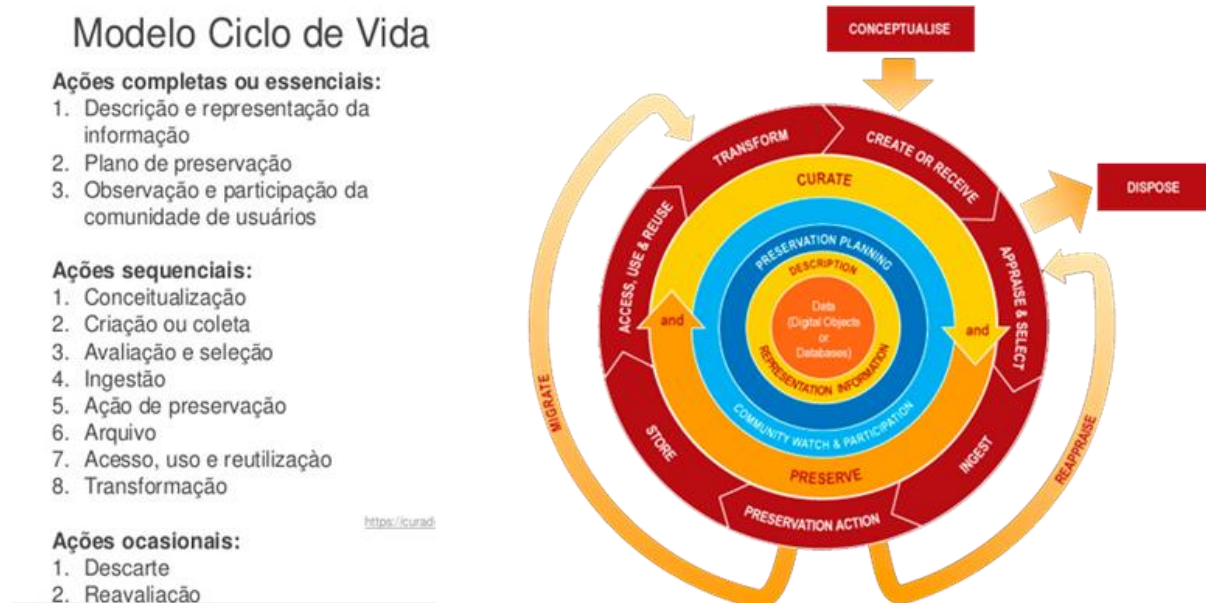 Modelo Ciclo de Vida
Ações completas ou essenciais:
1. Descrição e representação da
informação
2. Plano de preservação
3. Observação e participação da
comunidade de usuários
Ações sequenciais:
1. Conceitualização
2. Criação ou coleta
3. Avaliação e seleção
4. Ingestão
5. Ação de preservação
6. Arquivo
7. Acesso, uso e reutilizaçào
8. Transformação
https://curad
Ações ocasionais:
1. Descarte
2. Reavaliação
CONCEPTUALISE
DISPOSE
TRANSFORM
CREATE OR RECEIVE
APPRAISE & SELECT
INGEST
PRESERVATION ACTION
STORE
ACCESS, USE & REUSE
CURATE
and
PRESERVE
and
COMMUNITY WATCH & PARTICIPATION
PRESERVATION PLANNING
DESCRIPTION
REPRESENTATION INFORMATION
Data
(Digital Objects
or
Databases)
MIGRATE
REAPPRAISE